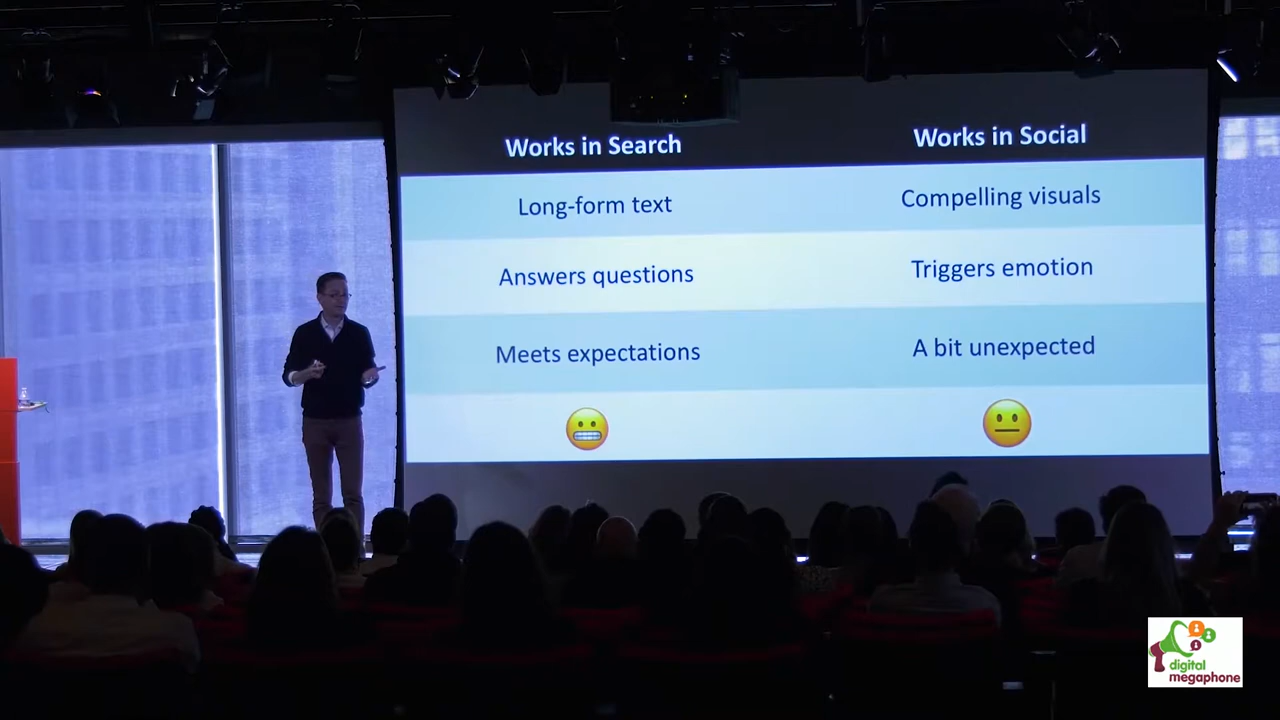 Works in Search
Works in Social
Long-form text
Compelling visuals
Answers questions
Triggers emotion
Meets expectations
A bit unexpected
digital
megaphone